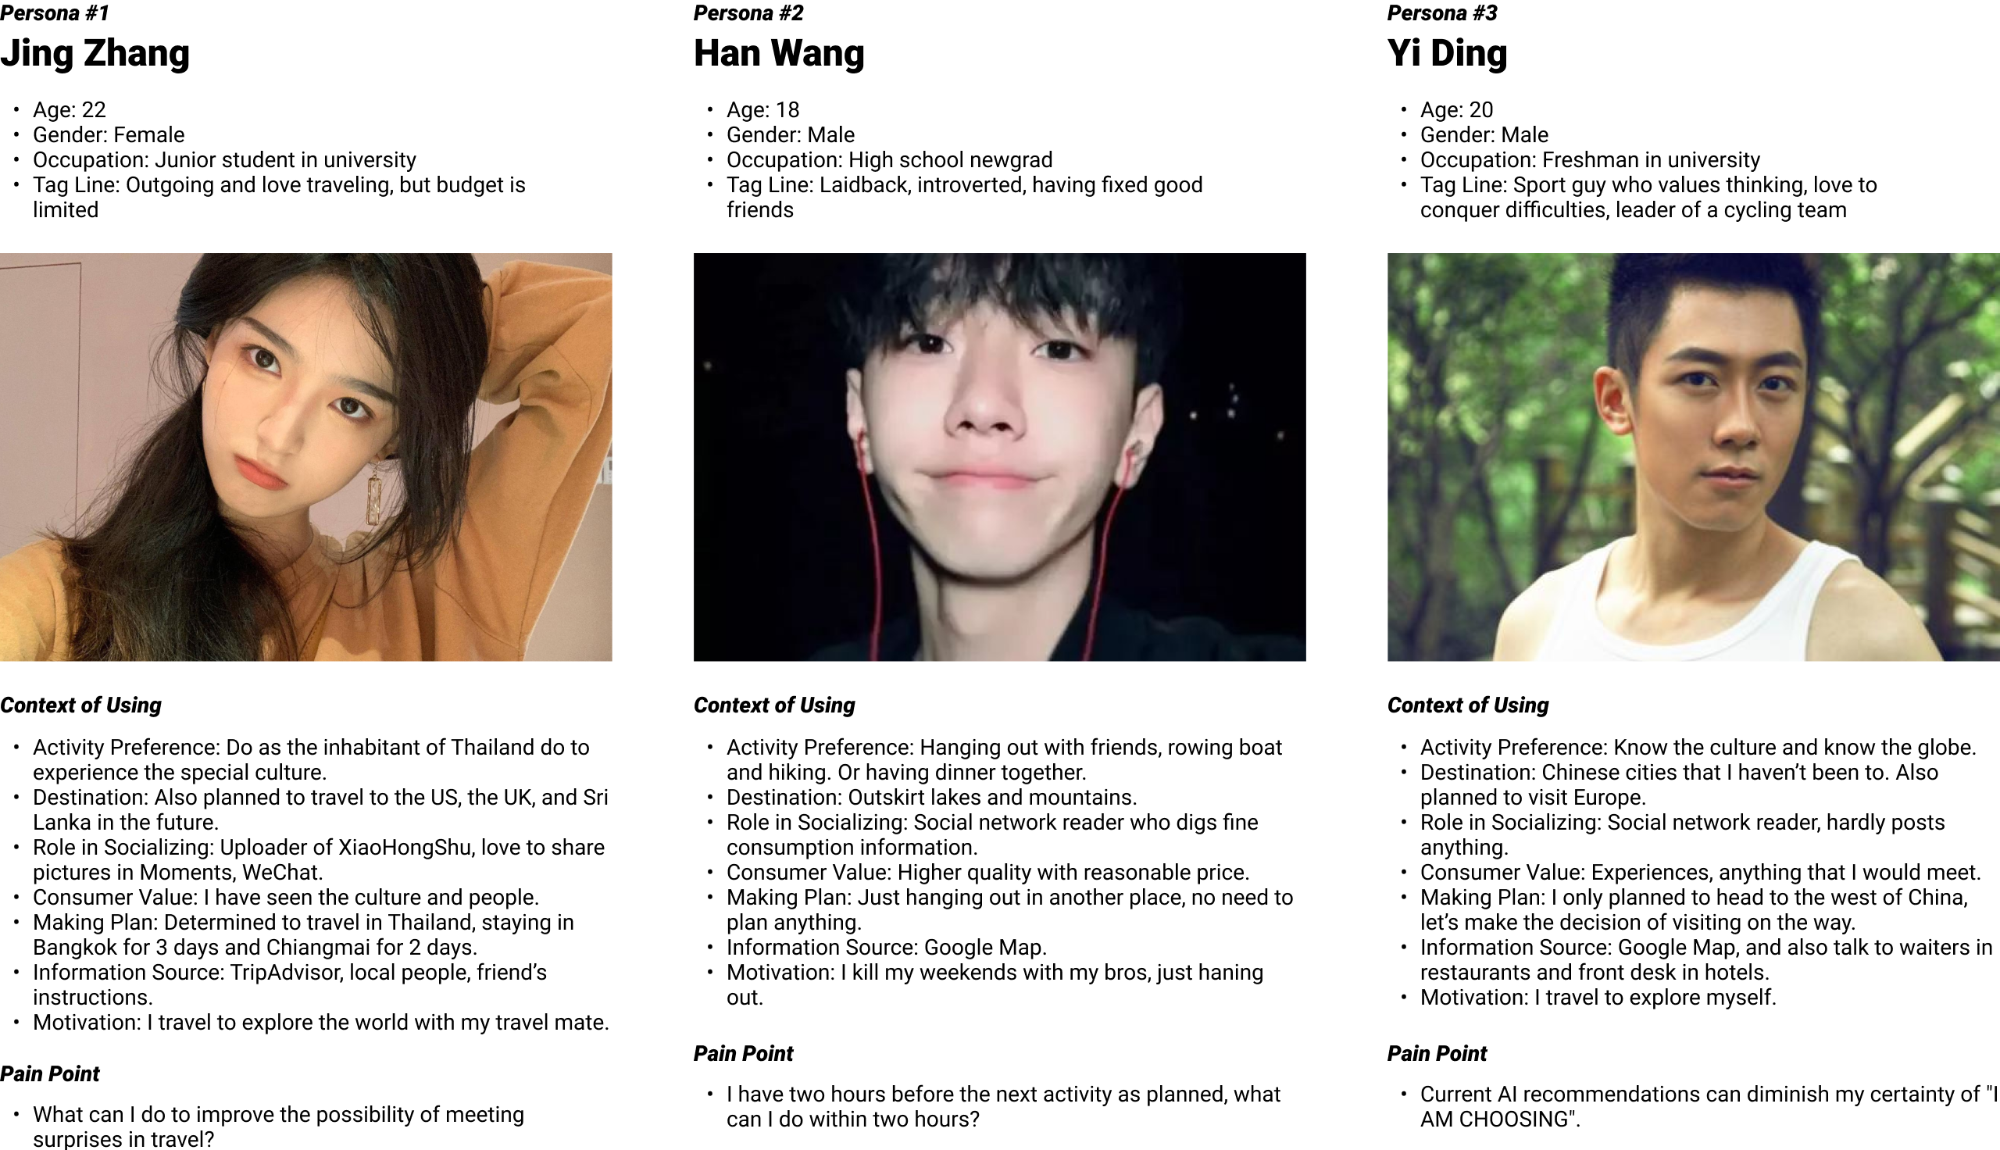 Persona #1
Jing Zhang
• Age: 22
• Gender: Female
• Occupation: Junior student in university
• Tag Line: Outgoing and love traveling, but budget is
limited
Context of Using
• Activity Preference: Do as the inhabitant of Thailand do to
experience the special culture.
• Destination: Also planned to travel to the US, the UK, and Sri
Lanka in the future.
• Role in Socializing: Uploader of XiaoHongShu, love to share
pictures in Moments, WeChat.
• Consumer Value: I have seen the culture and people.
• Making Plan: Determined to travel in Thailand, staying in
Bangkok for 3 days and Chiangmai for 2 days.
• Information Source: TripAdvisor, local people, friend’s
instructions.
• Motivation: I travel to explore the world with my travel mate.
Pain Point
• What can I do to improve the possibility of meeting
surprises in travel?
Persona #2
Han Wang
• Age: 18
• Gender: Male
• Occupation: High school newgrad
• Tag Line: Laidback, introverted, having fixed good
friends
Context of Using
• Activity Preference: Hanging out with friends, rowing boat
and hiking. Or having dinner together.
• Destination: Outskirt lakes and mountains.
• Role in Socializing: Social network reader who digs fine
consumption information.
• Consumer Value: Higher quality with reasonable price.
• Making Plan: Just hanging out in another place, no need to
plan anything.
• Information Source: Google Map.
• Motivation: I kill my weekends with my bros, just haning
out.
Pain Point
• I have two hours before the next activity as planned, what
can I do within two hours?
Persona #3
Yi Ding
• Age: 20
• Gender: Male
• Occupation: Freshman in university
• Tag Line: Sport guy who values thinking, love to
conquer difficulties, leader of a cycling team
Context of Using
• Activity Preference: Know the culture and know the globe.
• Destination: Chinese cities that I haven’t been to. Also
planned to visit Europe.
• Role in Socializing: Social network reader, hardly posts
anything.
• Consumer Value: Experiences, anything that I would meet.
• Making Plan: I only planned to head to the west of China,
let’s make the decision of visiting on the way.
• Information Source: Google Map, and also talk to waiters in
restaurants and front desk in hotels.
• Motivation: I travel to explore myself.
Pain Point
• Current AI recommendations can diminish my certainty of "I
AM CHOOSING".